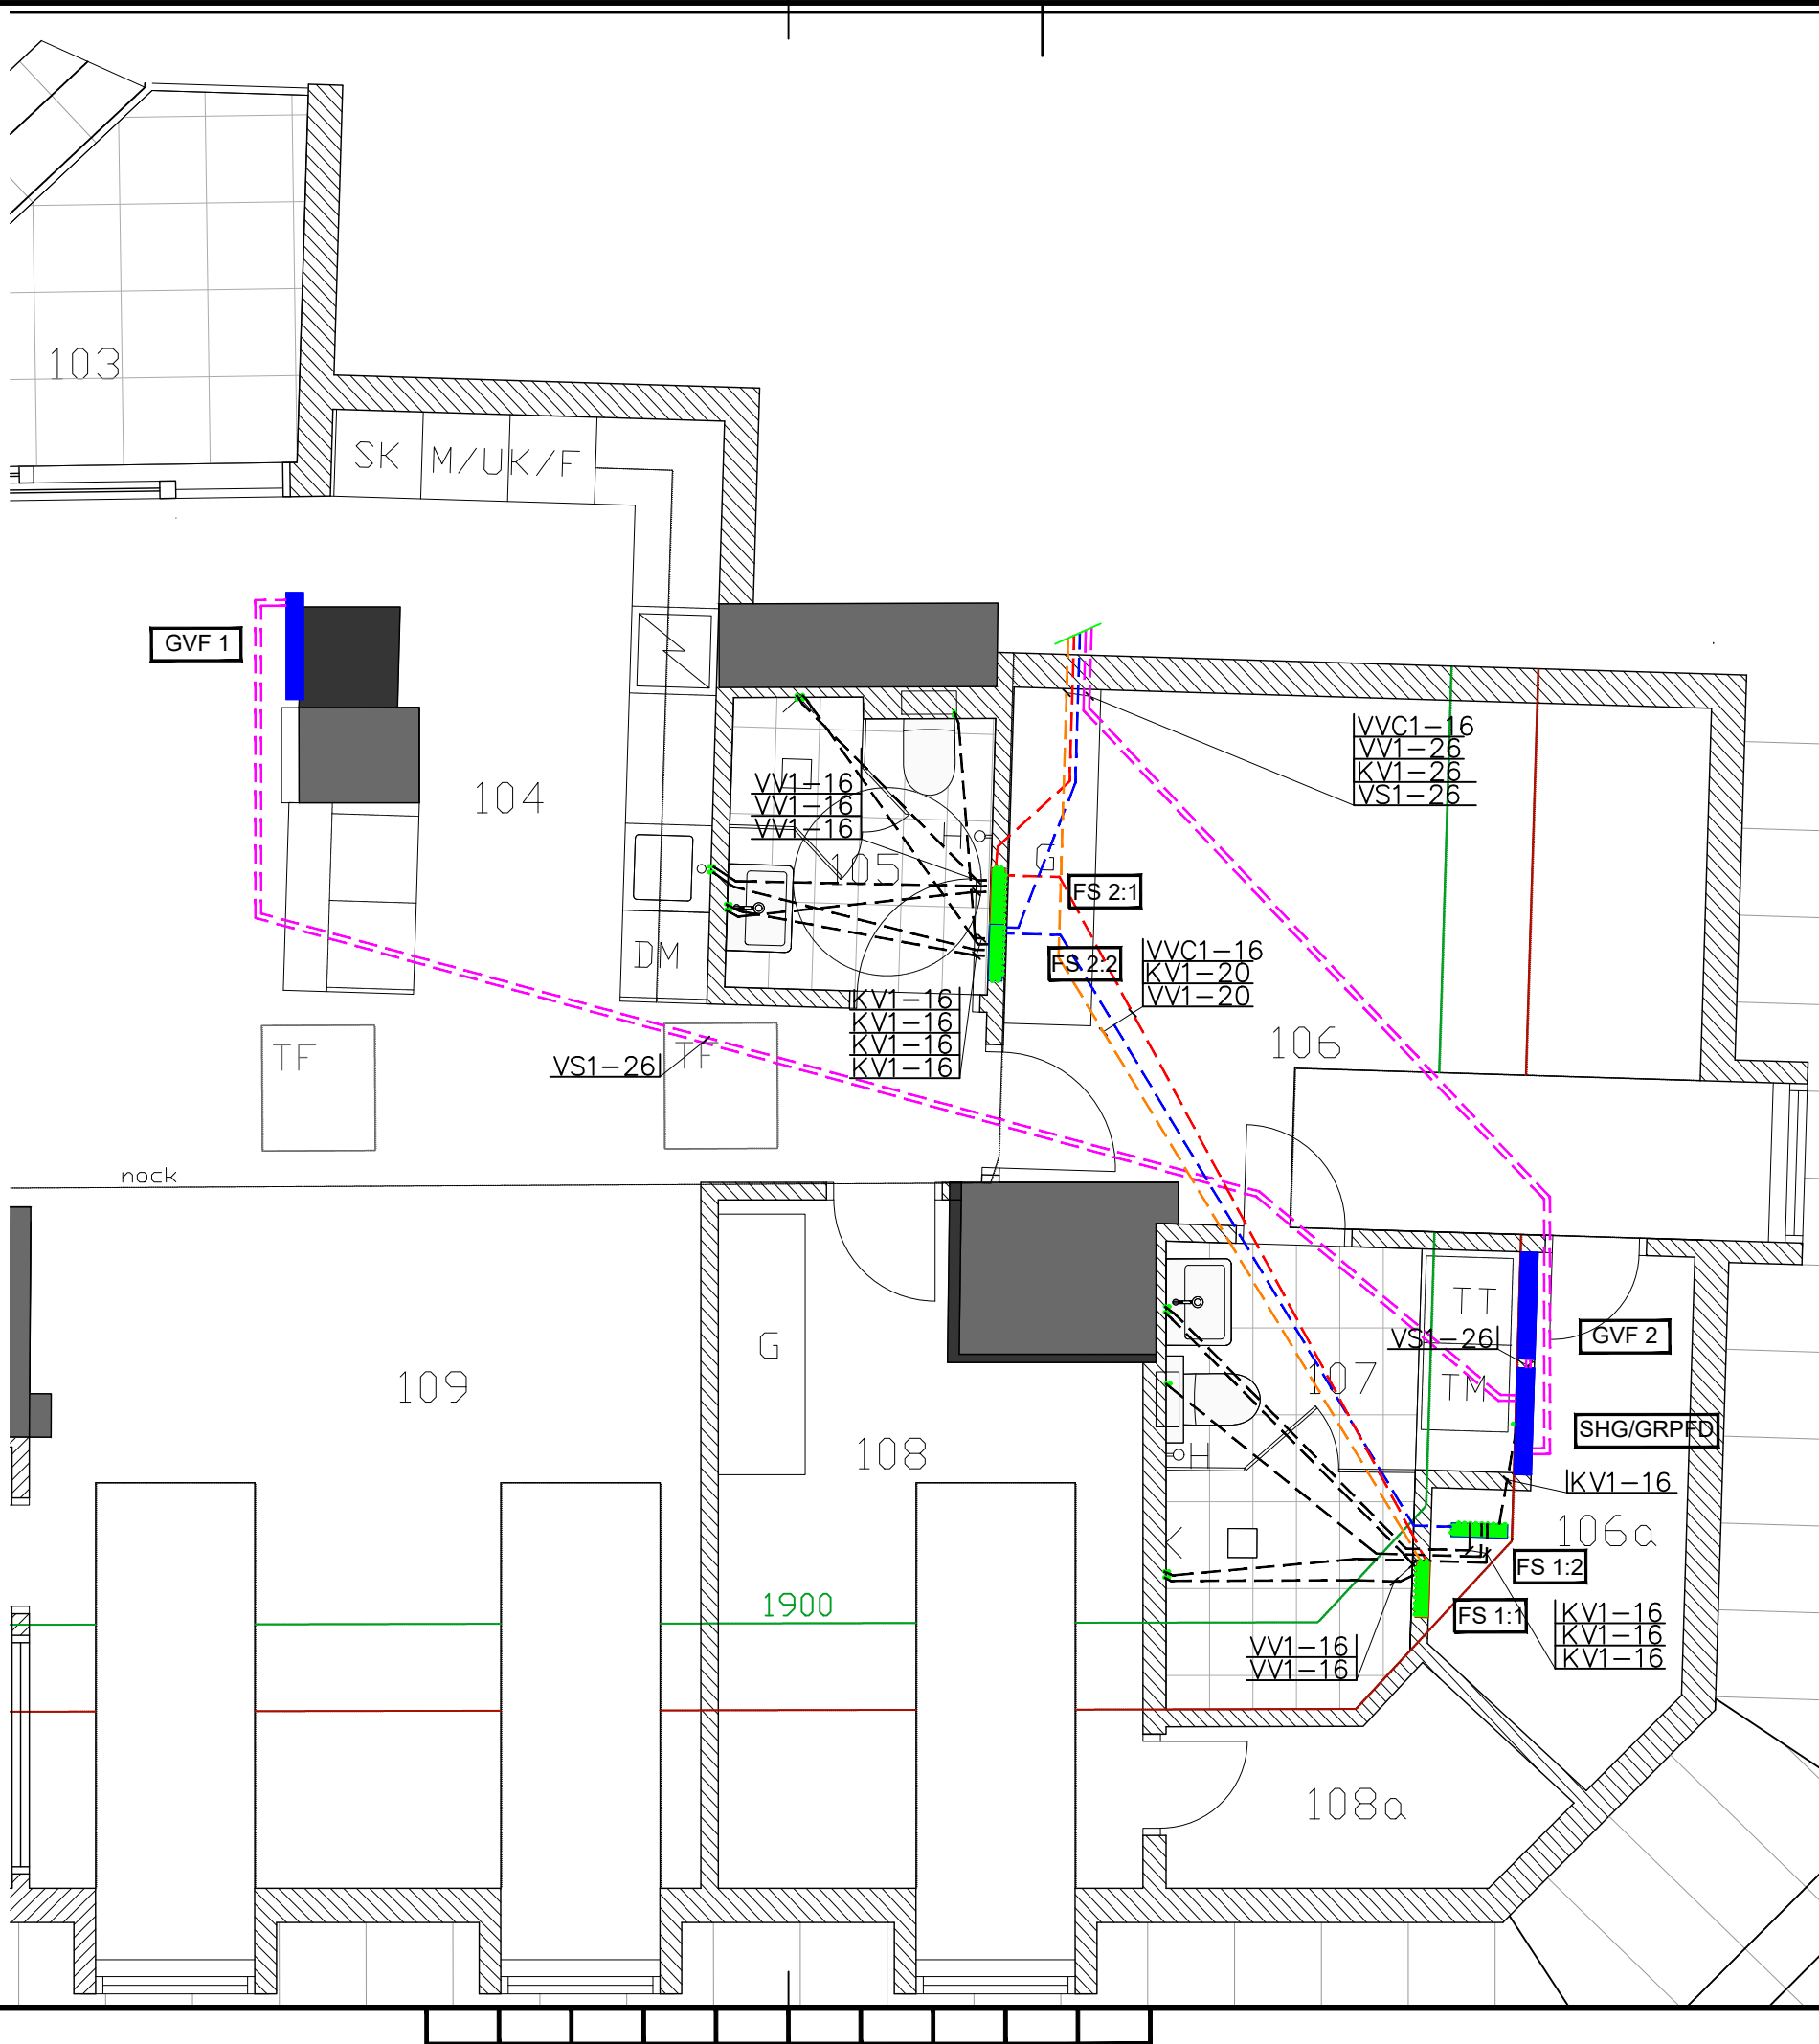 103
SK
M/UK/F
GVF 1
104
VVC1-16
VV1-26
KV1-26
VS1-26
VV1-16
VV1-16
VV1-16
H
105
G
FS 2:1
DM
FS 2:2
VVC1-16
KV1-20
VV1-20
KV1-16
KV1-16
KV1-16
KV1-16
106
TF
TF
VS1-26
nock
TT
GVF 2
G
VS1-26
109
107
TM
SHG/GRPFD
108
H
KV1-16
K
106a
FS 1:2
1900
FS 1:1
KV1-16
KV1-16
KV1-16
VV1-16
VV1-16
108a